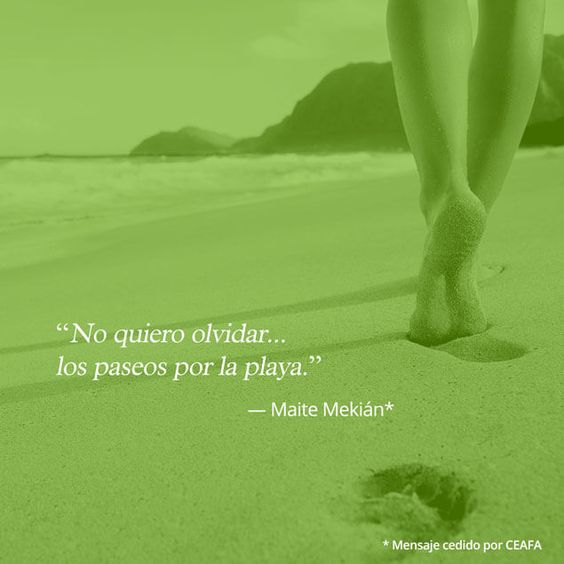 “No quiero olvidar...
los paseos por la playa.”
— Maite Mekián*
* Mensaje cedido por CEAFA